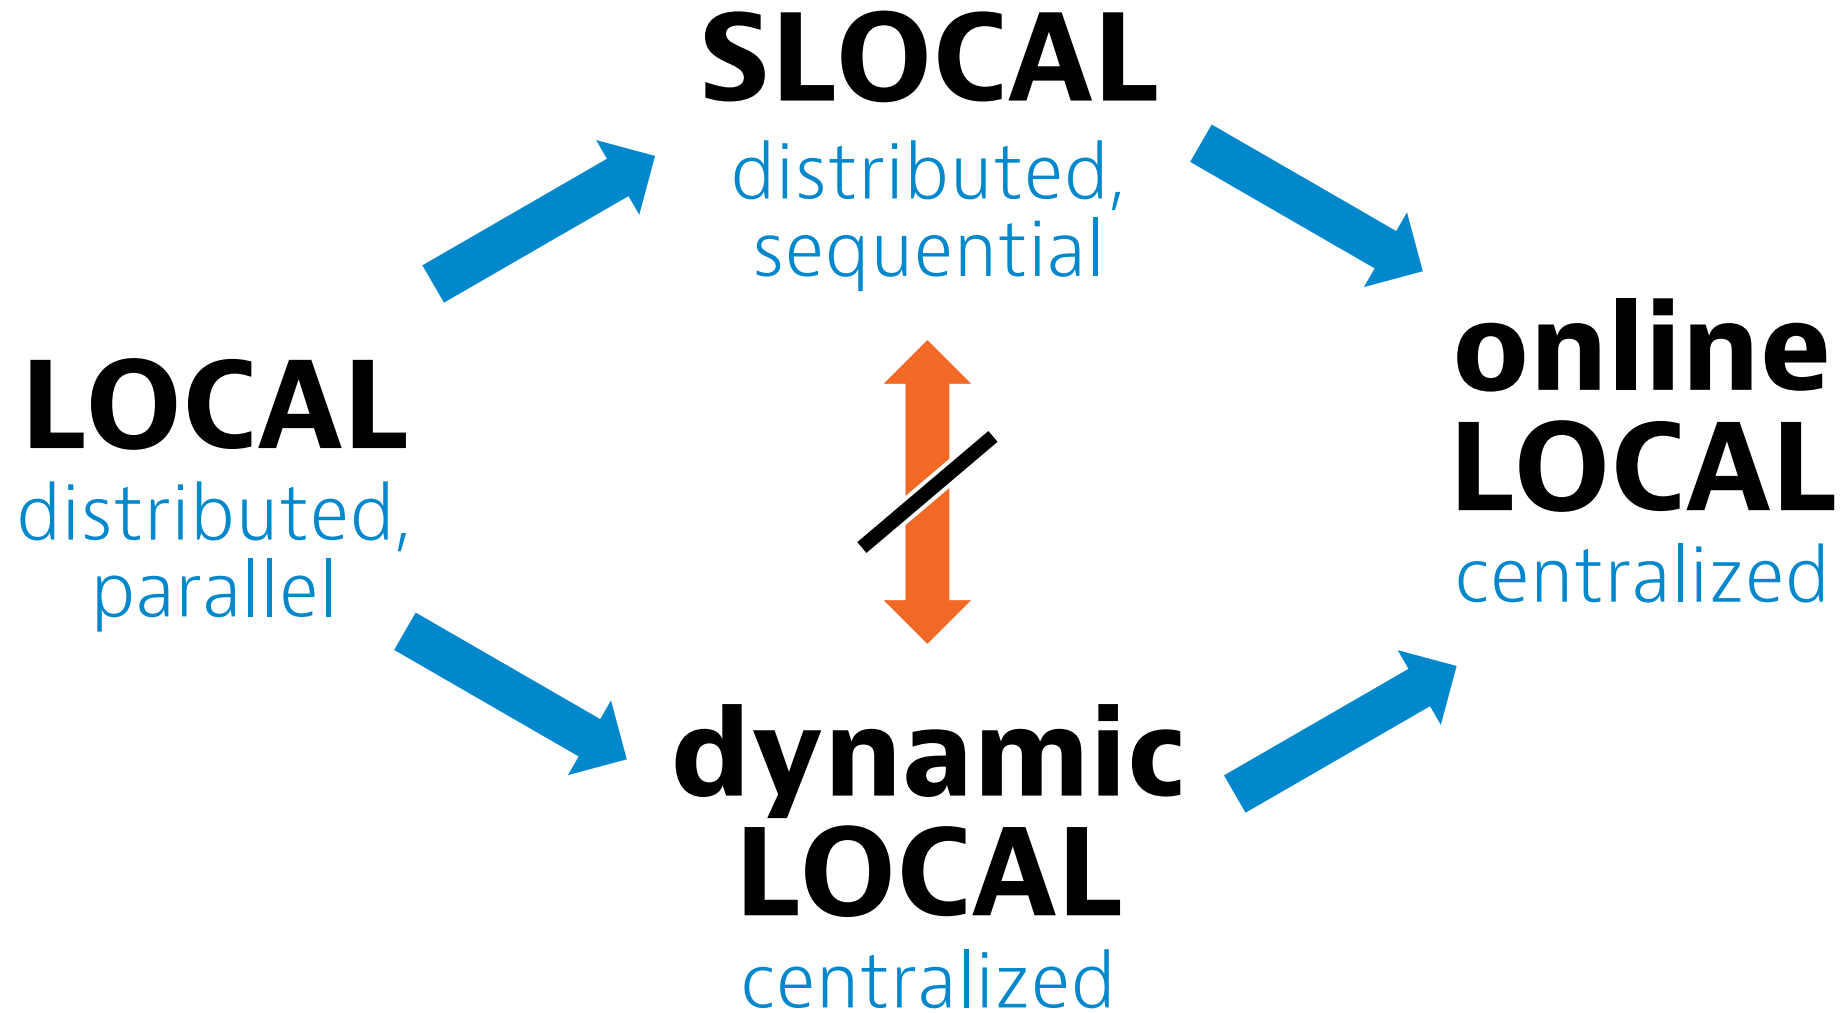 SLOCAL
distributed,
sequential
LOCAL
distributed,
parallel
online
LOCAL
centralized
dynamic
LOCAL
centralized